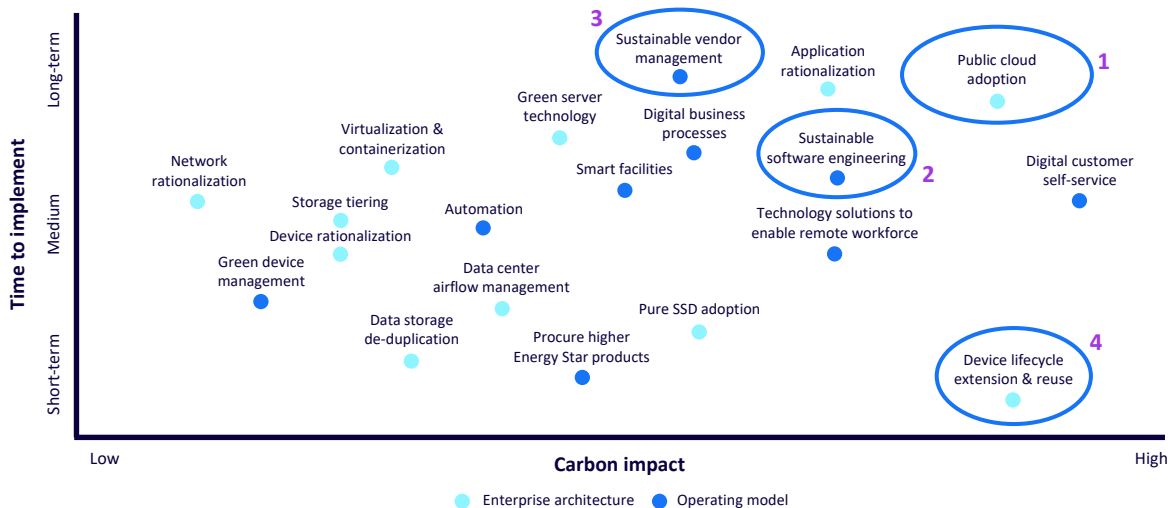 3
Sustainable vendor
management
Application
rationalization
Public cloud
adoption
1
Green server
technology
Digital business
processes
Virtualization &
containerization
Sustainable
software engineering
2
Network
rationalization
Smart facilities
Digital customer
self-service
Storage tiering
Automation
Technology solutions to
enable remote workforce
Device rationalization
Green device
management
Data center
airflow management
Pure SSD adoption
Data storage
de-duplication
Procure higher
Energy Star products
Device lifecycle
extension & reuse
4
Time to implement
Long-term
Medium
Short-term
Low
Carbon impact
High
Enterprise architecture
Operating model